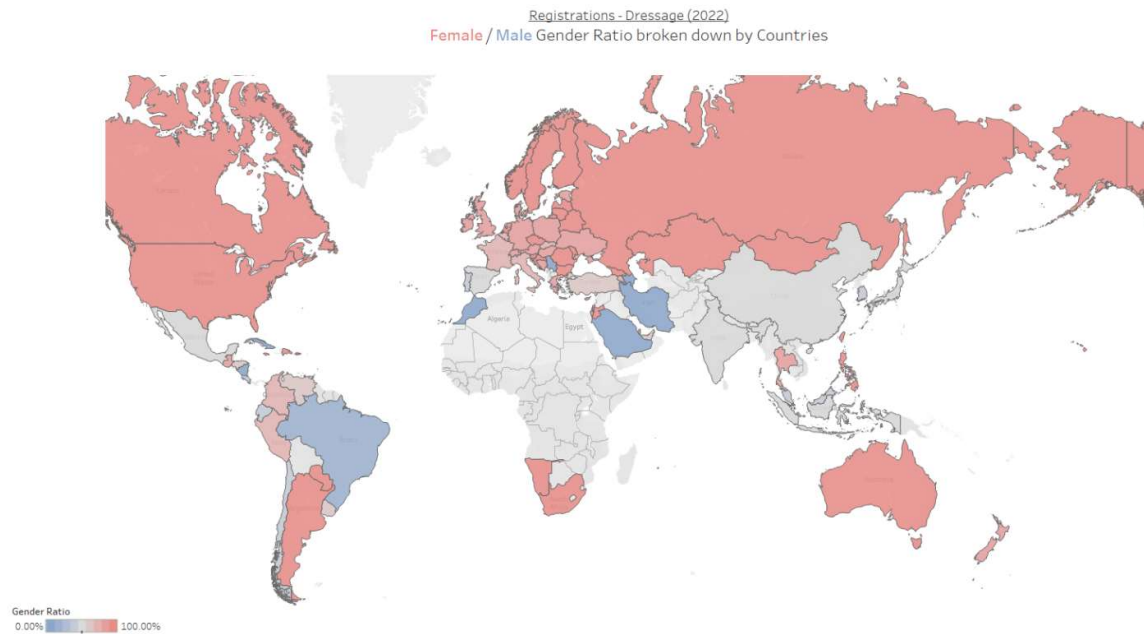 Registrations - Dressage (2022)
Female / Male Gender Ratio broken down by Countries
Algeria
Egypt
Gender Ratio
0.00%
100.00%